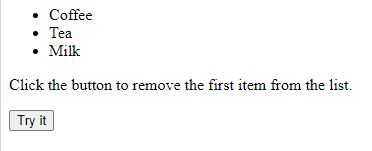 Coffee
Tea
Milk
Click the button to remove the first item from the list.
Try it